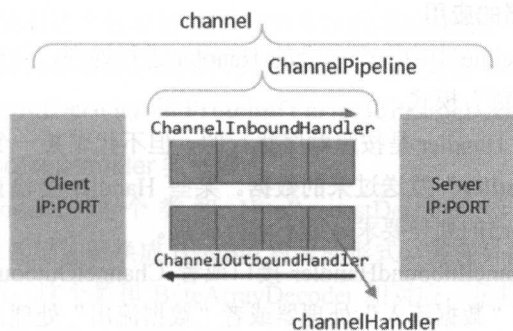 channel
ChannelPipeline
ChannelInboundHandler
Client
IP:PORT
Server
IP:PORT
ChannelOutboundHandler
channelHandler